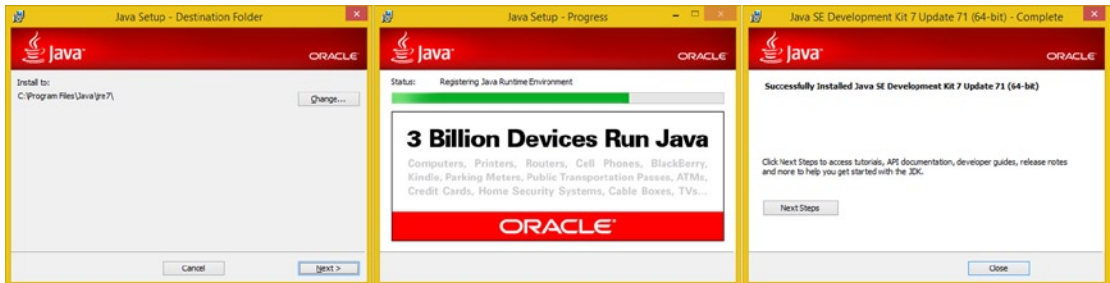 Java Setup - Destination Folder
Java
ORACLE
Install to:
C:\Program Files\Java\jre7\
Change...
Cancel
Next >
Java Setup - Progress
Java
ORACLE
Status: Registering Java Runtime Environment
3 Billion Devices Run Java
Computers, Printers, Routers, Cell Phones, BlackBerry,
Kindle, Parking Meters, Public Transportation Passes, ATMs,
Credit Cards, Home Security Systems, Cable Boxes, TVs...
ORACLE
Java SE Development Kit 7 Update 71 (64-bit) - Complete
Java
ORACLE
Successfully Installed Java SE Development Kit 7 Update 71 (64-bit)
Click Next Steps to access tutorials, API documentation, developer guides, release notes
and more to help you get started with the JDK.
Next Steps
Close